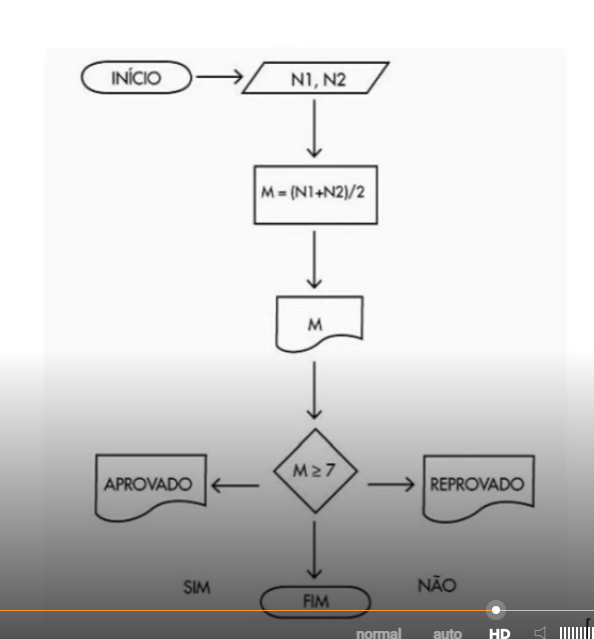 INÍCIO
N1, N2
M = (N1+N2)/2
M
M ≥ 7
APROVADO
REPROVADO
SIM
NÃO
FIM
normal auto HD